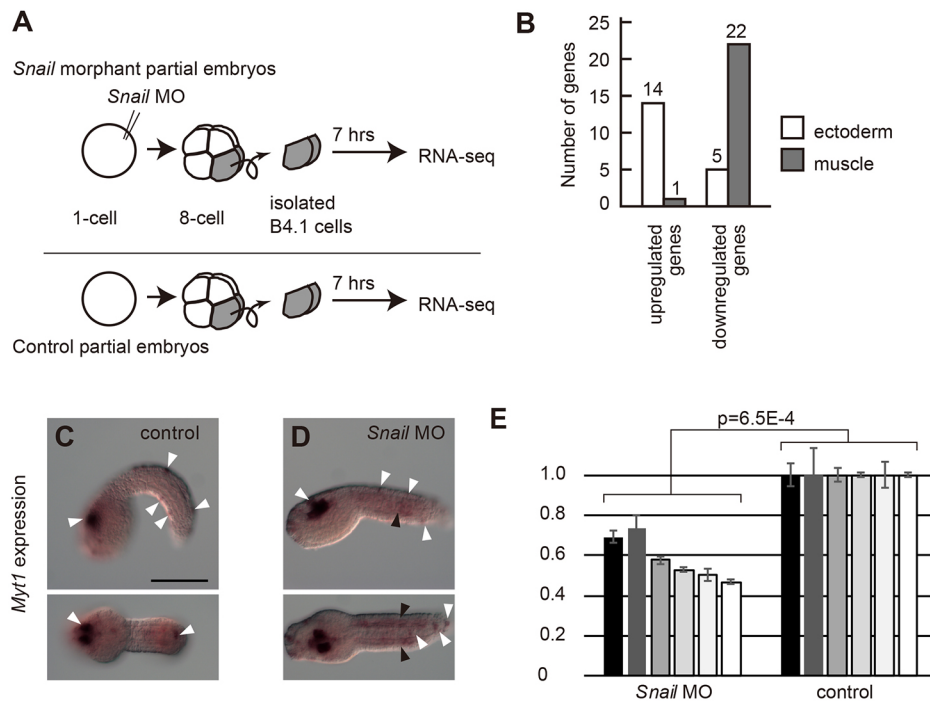 A
Snail morphant partial embryos
Snail MO
7 hrs
RNA-seq
1-cell
8-cell
isolated
B4.1 cells
7 hrs
RNA-seq
Control partial embryos
B
Number of genes
25
20
15
10
5
0
14
1
5
22
upregulated
genes
downregulated
genes
ectoderm
muscle
Myt1 expression
C
control
D
Snail MO
E
p=6.5E-4
1.0
0.8
0.6
0.4
0.2
0
Snail MO
control